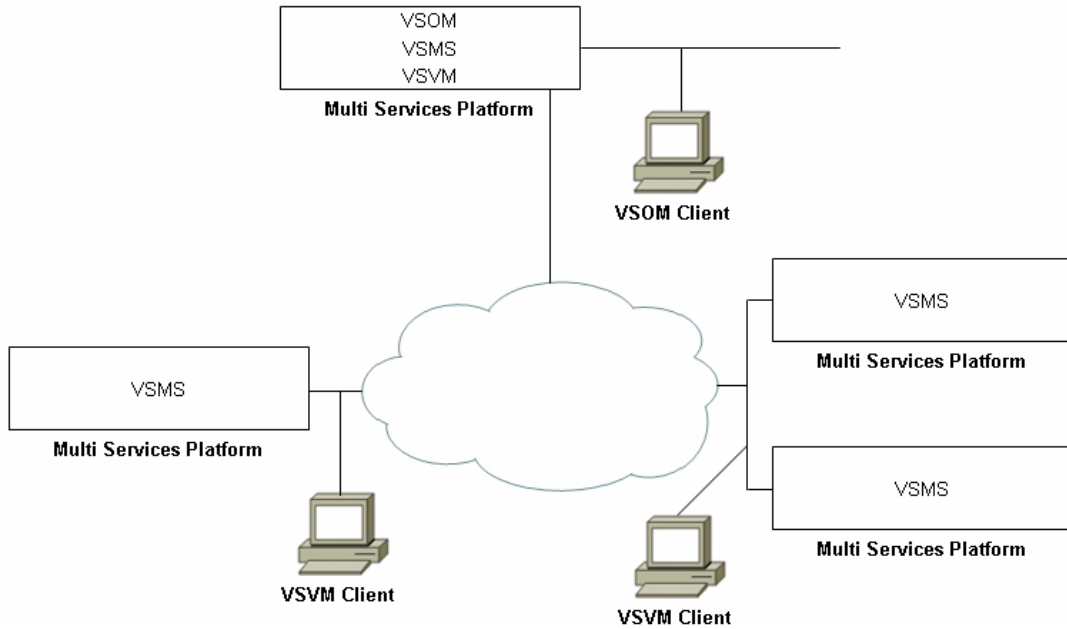 VSOM
VSMS
VSVM
Multi Services Platform
VSOM Client
VSMS
Multi Services Platform
VSMS
Multi Services Platform
VSMS
Multi Services Platform
VSVM Client
VSVM Client